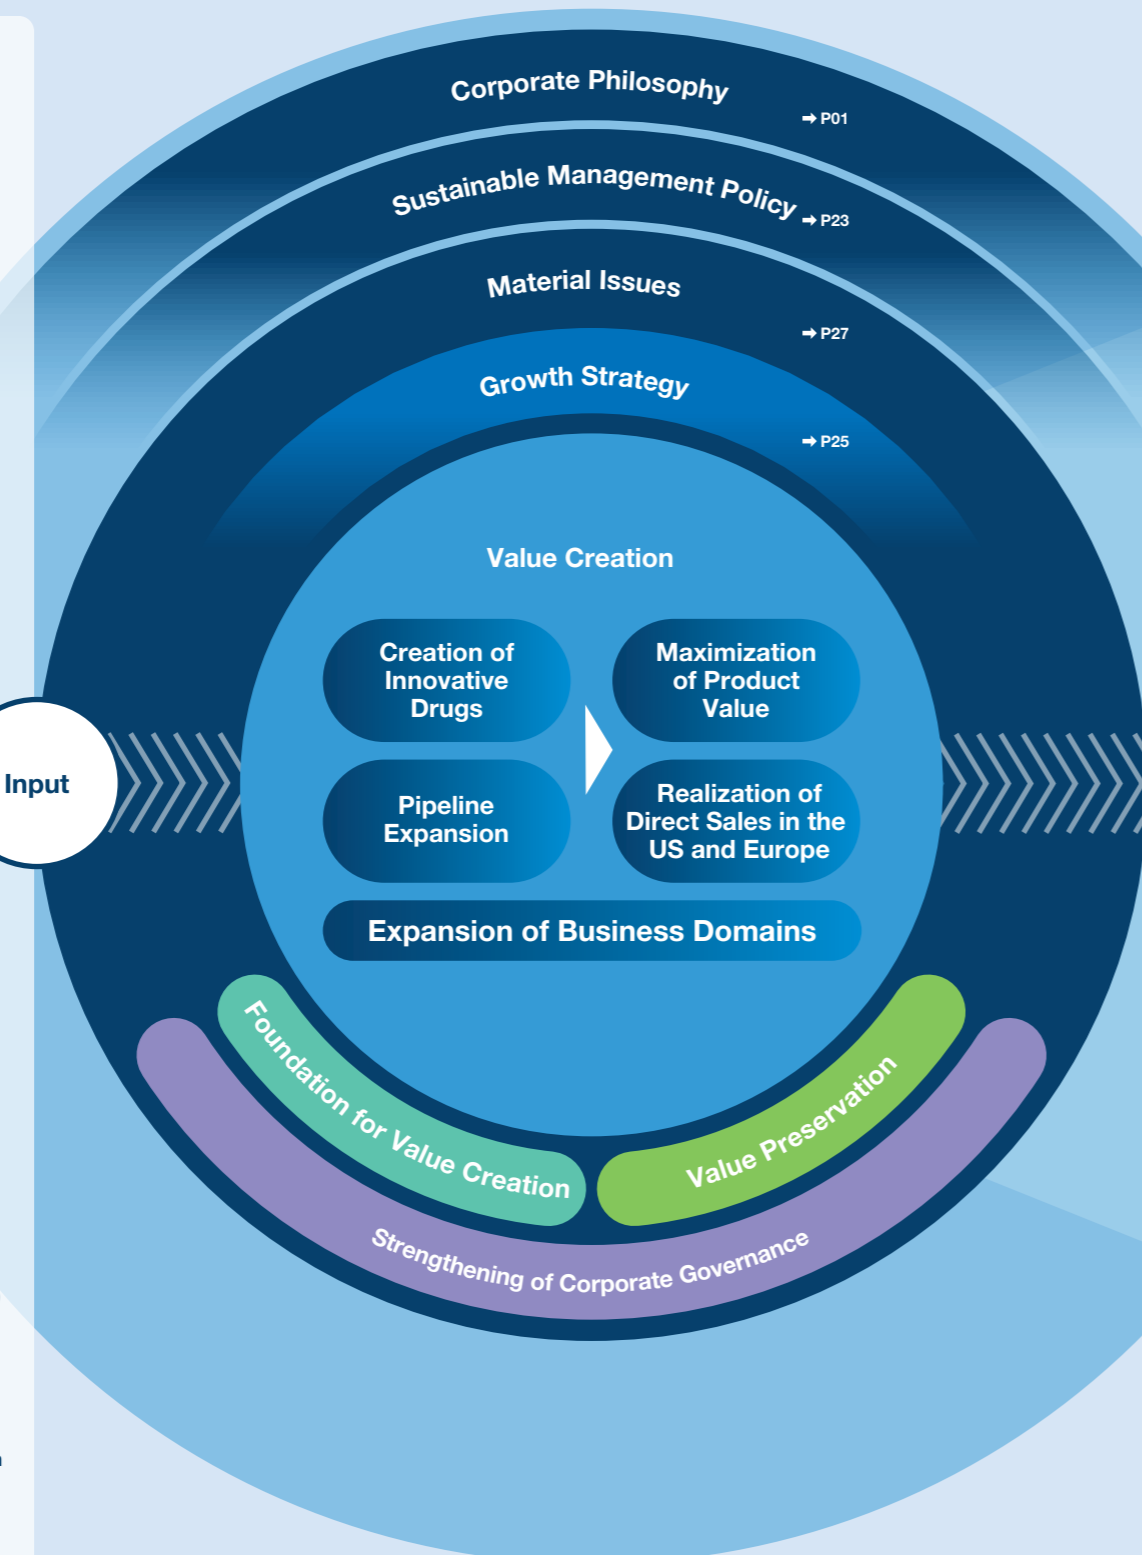 Corporate Philosophy
➡ P01
Sustainable Management Policy
➡ P23
Material Issues
➡ P27
Growth Strategy
➡ P25
Value Creation
Creation of
Innovative
Drugs
Maximization
of Product
Value
Input
Pipeline
Expansion
Realization of
Direct Sales in the
US and Europe
Expansion of Business Domains
Foundation for Value Creation
Value Preservation
Strengthening of Corporate Governance